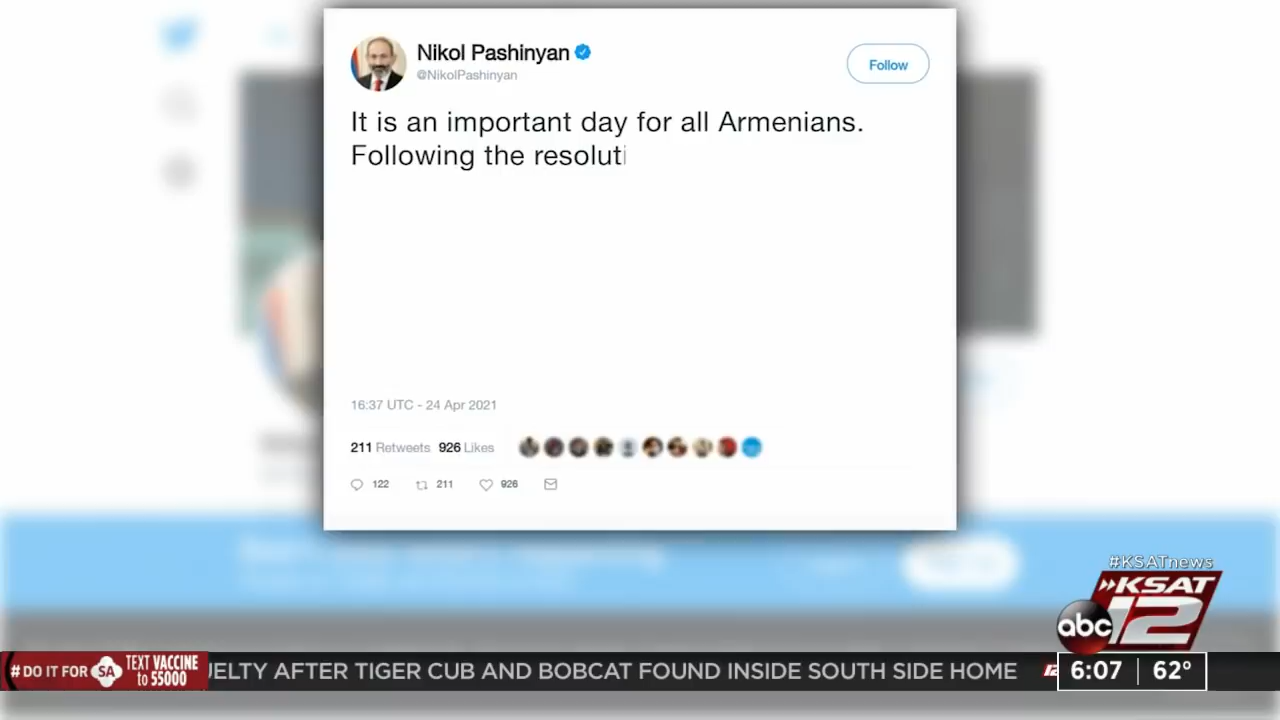 Nikol Pashinyan
@NikolPashinyan
Follow
It is an important day for all Armenians.
Following the resoluti
16:37 UTC - 24 Apr 2021
211 Retweets 926 Likes
122 211 926
#KSATnews
KSAT
abc 12
#DO IT FOR SA TEXT VACCINE to 55000
UELTY AFTER TIGER CUB AND BOBCAT FOUND INSIDE SOUTH SIDE HOME
12 6:07 62°